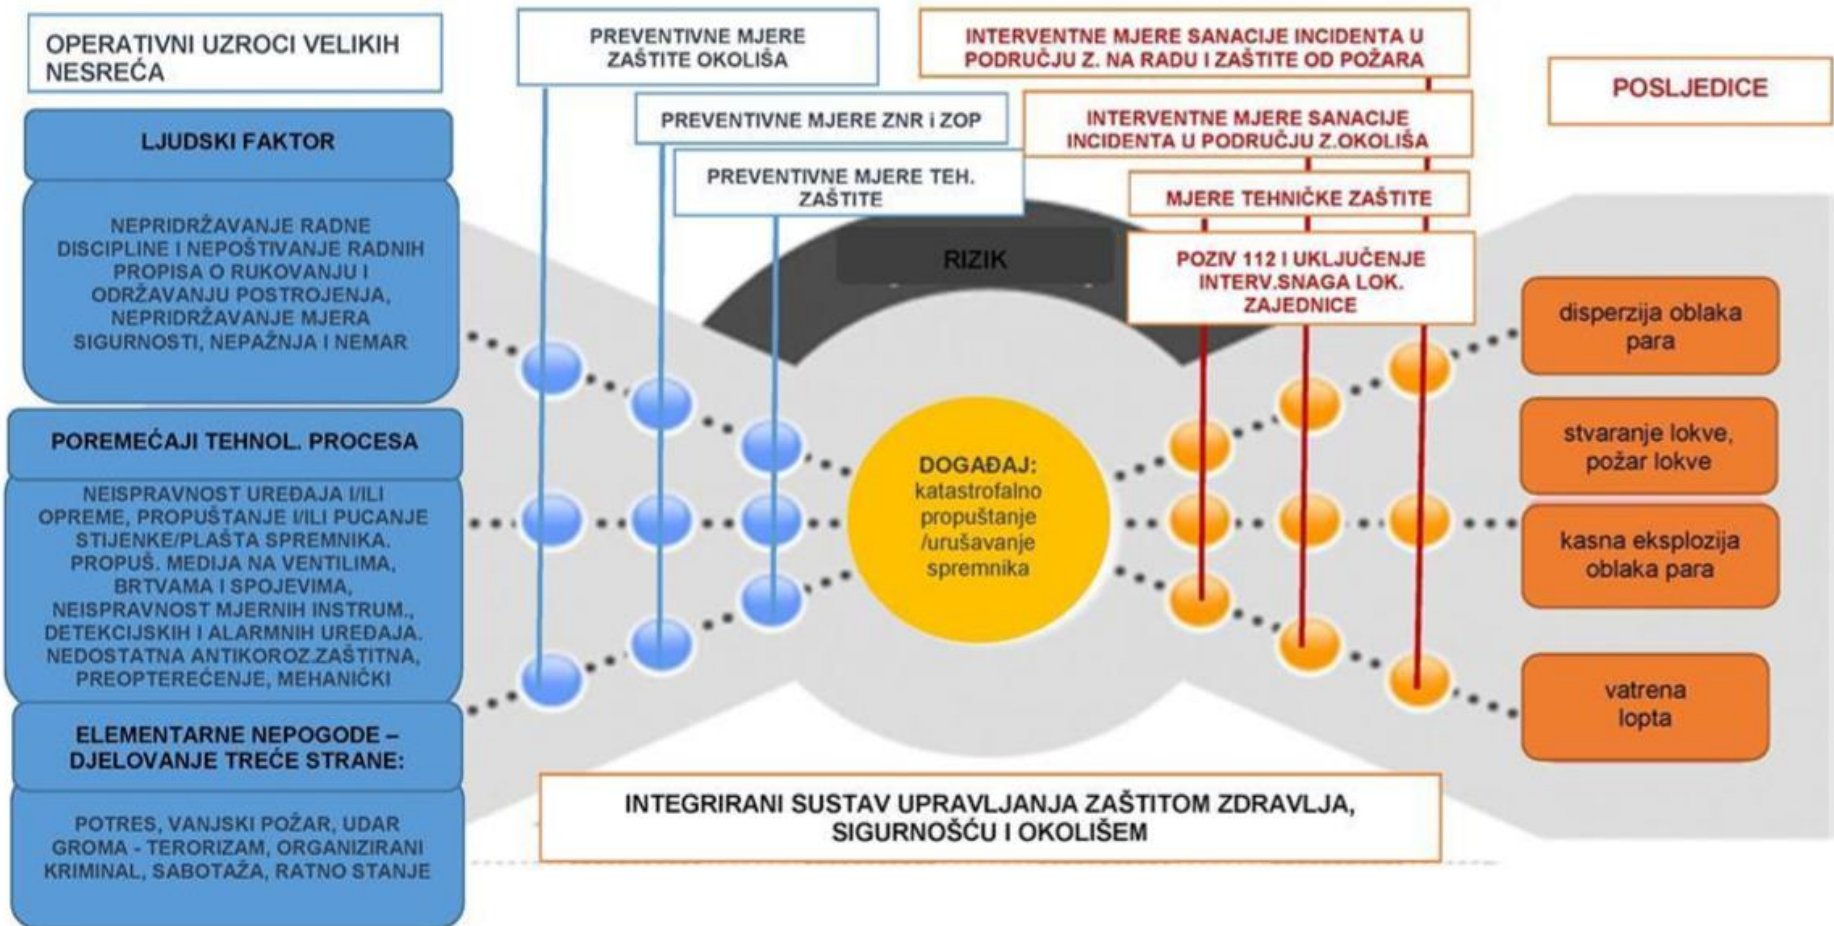 OPERATIVNI UZROCI VELIKIH
NESREĆA
LJUDSKI FAKTOR
NEPRIDRŽAVANJE RADNE
DISCIPLINE I NEPOŠTIVANJE RADNIH
PROPISA O RUKOVANJU I
ODRŽAVANJU POSTROJENJA,
NEPRIDRŽAVANJE MJERA
SIGURNOSTI, NEPAŽNJA I NEMAR
POREMEĆAJI TEHNOL. PROCESA
NEISPRAVNOST UREĐAJA I/ILI
OPREME, PROPUŠTANJE I/ILI PUCANJE
STIJENKE/PLAŠTA SPREMNIKA.
PROPUŠ. MEDIJA NA VENTILIMA,
BRTVAMA I SPOJEVIMA,
NEISPRAVNOST MJERNIH INSTRUM.,
DETEKCIJSKIH I ALARMNIH UREĐAJA.
NEDOSTATNA ANTIKOROZ.ZAŠTITNA,
PREOPTEREĆENJE, MEHANIČKI
ELEMENTARNE NEPOGODE –
DJELOVANJE TREĆE STRANE:
POTRES, VANJSKI POŽAR, UDAR
GROMA - TERORIZAM, ORGANIZIRANI
KRIMINAL, SABOTAŽA, RATNO STANJE
PREVENTIVNE MJERE
ZAŠTITE OKOLIŠA
PREVENTIVNE MJERE ZNR i ZOP
PREVENTIVNE MJERE TEH.
ZAŠTITE
RIZIK
DOGAĐAJ:
katastrofalno
propuštanje
/urušavanje
spremnika
INTERVENTNE MJERE SANACIJE INCIDENTA U
PODRUČJU Z. NA RADU I ZAŠTITE OD POŽARA
INTERVENTNE MJERE SANACIJE
INCIDENTA U PODRUČJU Z.OKOLIŠA
MJERE TEHNIČKE ZAŠTITE
POZIV 112 I UKLJUČENJE
INTERV.SNAGA LOK.
ZAJEDNICE
POSLJEDICE
disperzija oblaka
para
stvaranje lokve,
požar lokve
kasna eksplozija
oblaka para
vatrena
lopta
INTEGRIRANI SUSTAV UPRAVLJANJA ZAŠTITOM ZDRAVLJA,
SIGURNOŠĆU I OKOLIŠEM